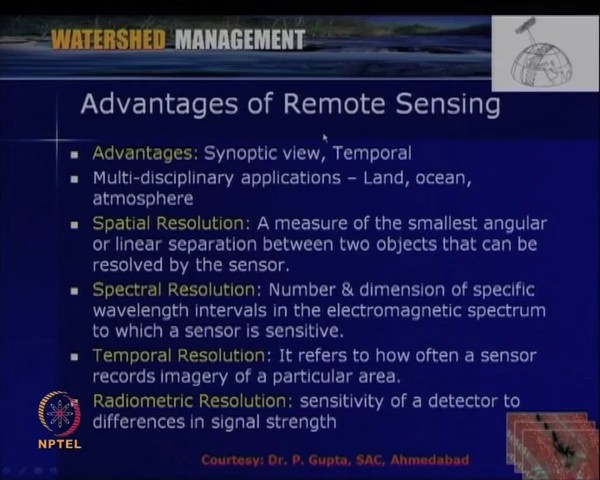 WATERSHED MANAGEMENT
Advantages of Remote Sensing
Advantages: Synoptic view, Temporal
Multi-disciplinary applications – Land, ocean,
atmosphere
Spatial Resolution: A measure of the smallest angular
or linear separation between two objects that can be
resolved by the sensor.
Spectral Resolution: Number & dimension of specific
wavelength intervals in the electromagnetic spectrum
to which a sensor is sensitive.
Temporal Resolution: It refers to how often a sensor
records imagery of a particular area.
Radiometric Resolution: sensitivity of a detector to
differences in signal strength
NPTEL
Courtesy: Dr. P. Gupta, SAC, Ahmedabad